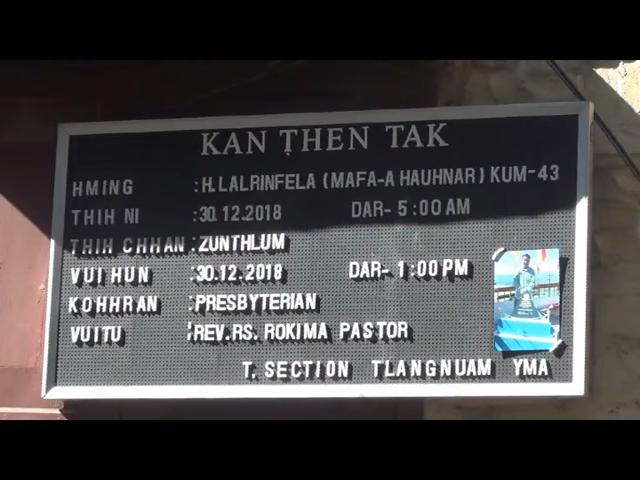 KAN ṬHEN TAK
HMING : H. LALRINFELA (MAFA-A HAUHNAR) KUM-43
THIH NI : 30.12.2018 DAR- 5:00 AM
THIH CHHAN : ZUNTHLUM
VUI HUN : 30.12.2018 DAR- 1:00 PM
KOHHRAN : PRESBYTERIAN
VUITU : REV. RS. ROKIMA PASTOR
T. SECTION TLANGNUAM YMA